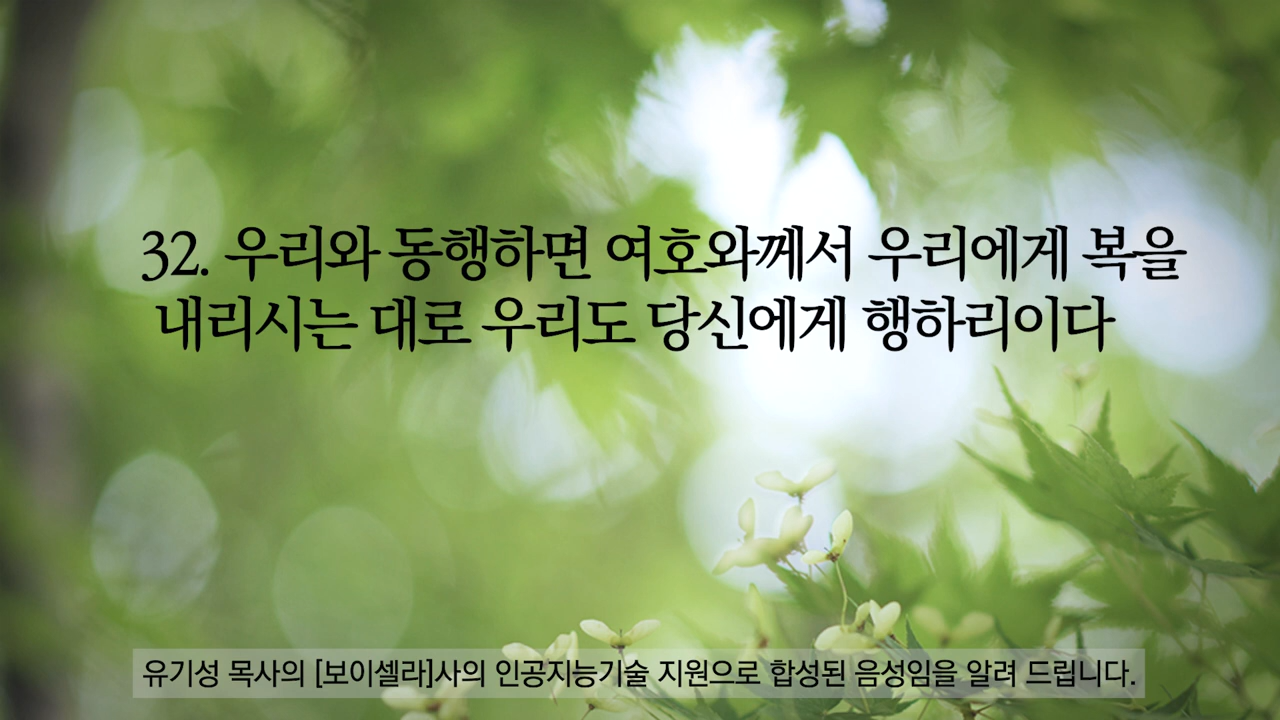 32. 우리와 동행하면 여호와께서 우리에게 복을
내리시는 대로 우리도 당신에게 행하리이다
유기성 목사의 [보이셀라]사의 인공지능기술 지원으로 합성된 음성임을 알려 드립니다.